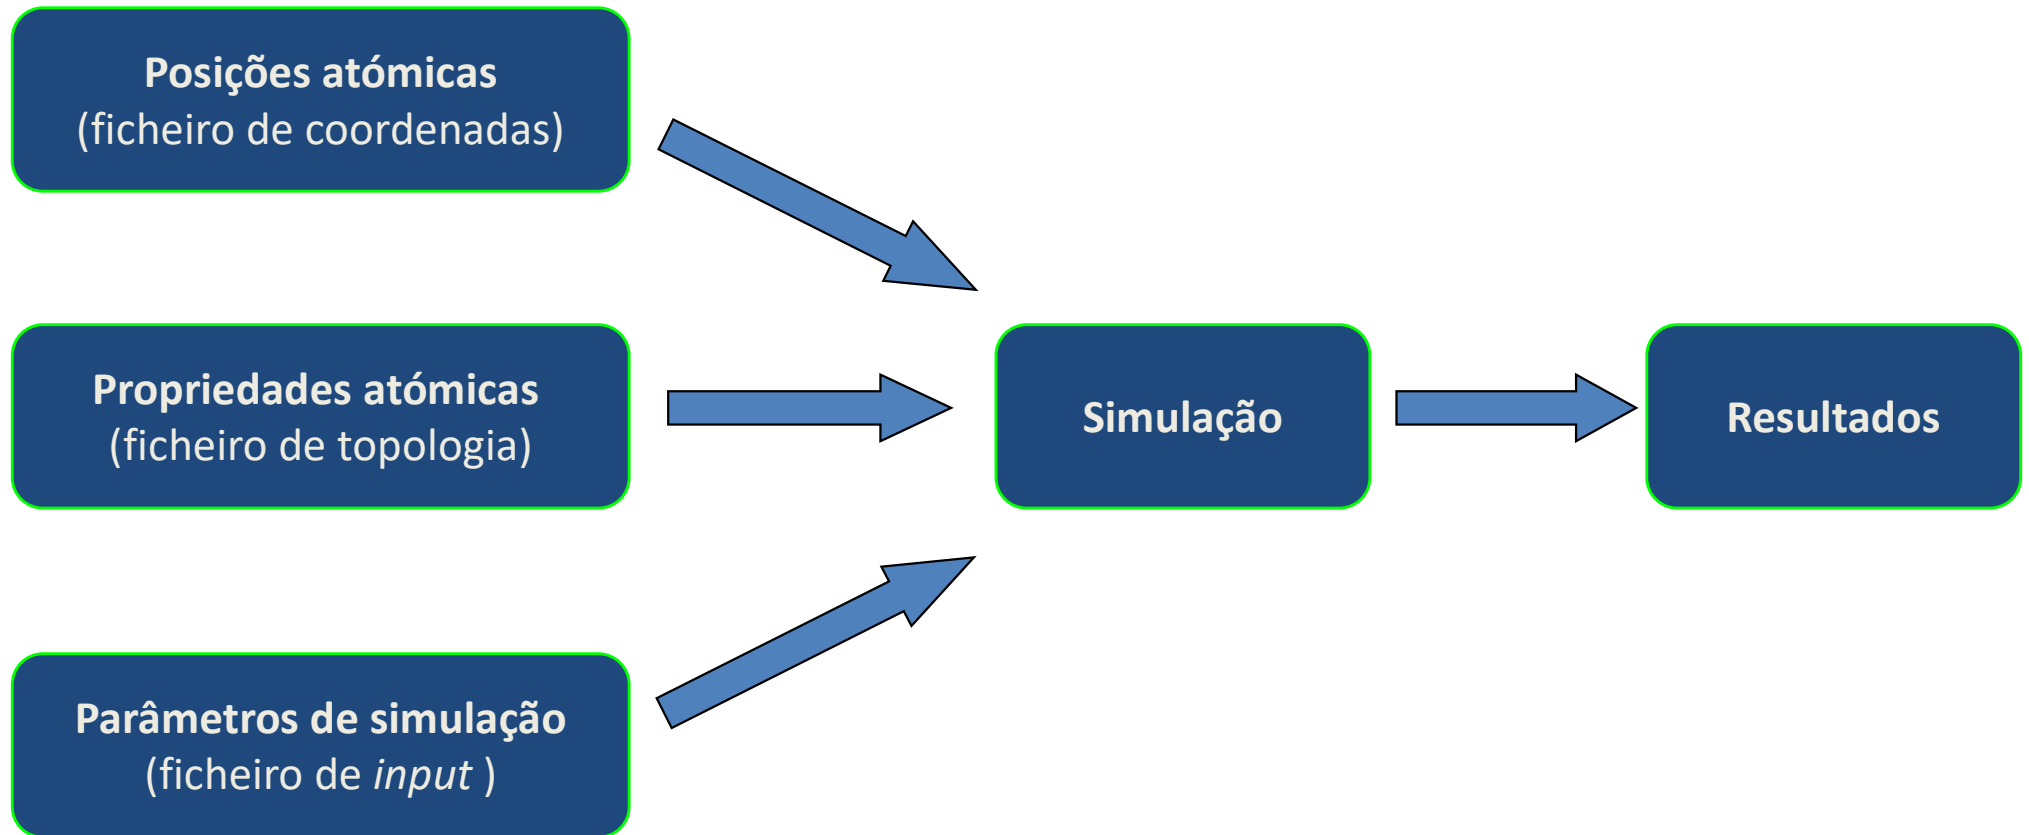 Posições atómicas
(ficheiro de coordenadas)
Propriedades atómicas
(ficheiro de topologia)
Simulação
Resultados
Parâmetros de simulação
(ficheiro de input )